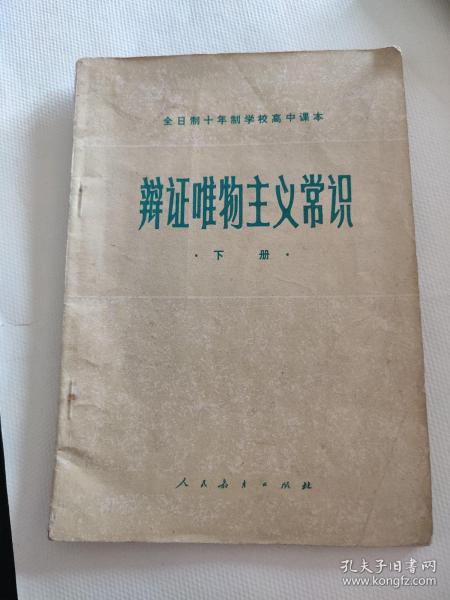 全日制十年制学校高中课本
辩证唯物主义常识
·下册·
人民教育出版社
孔夫子旧书网
www.kongfz.com